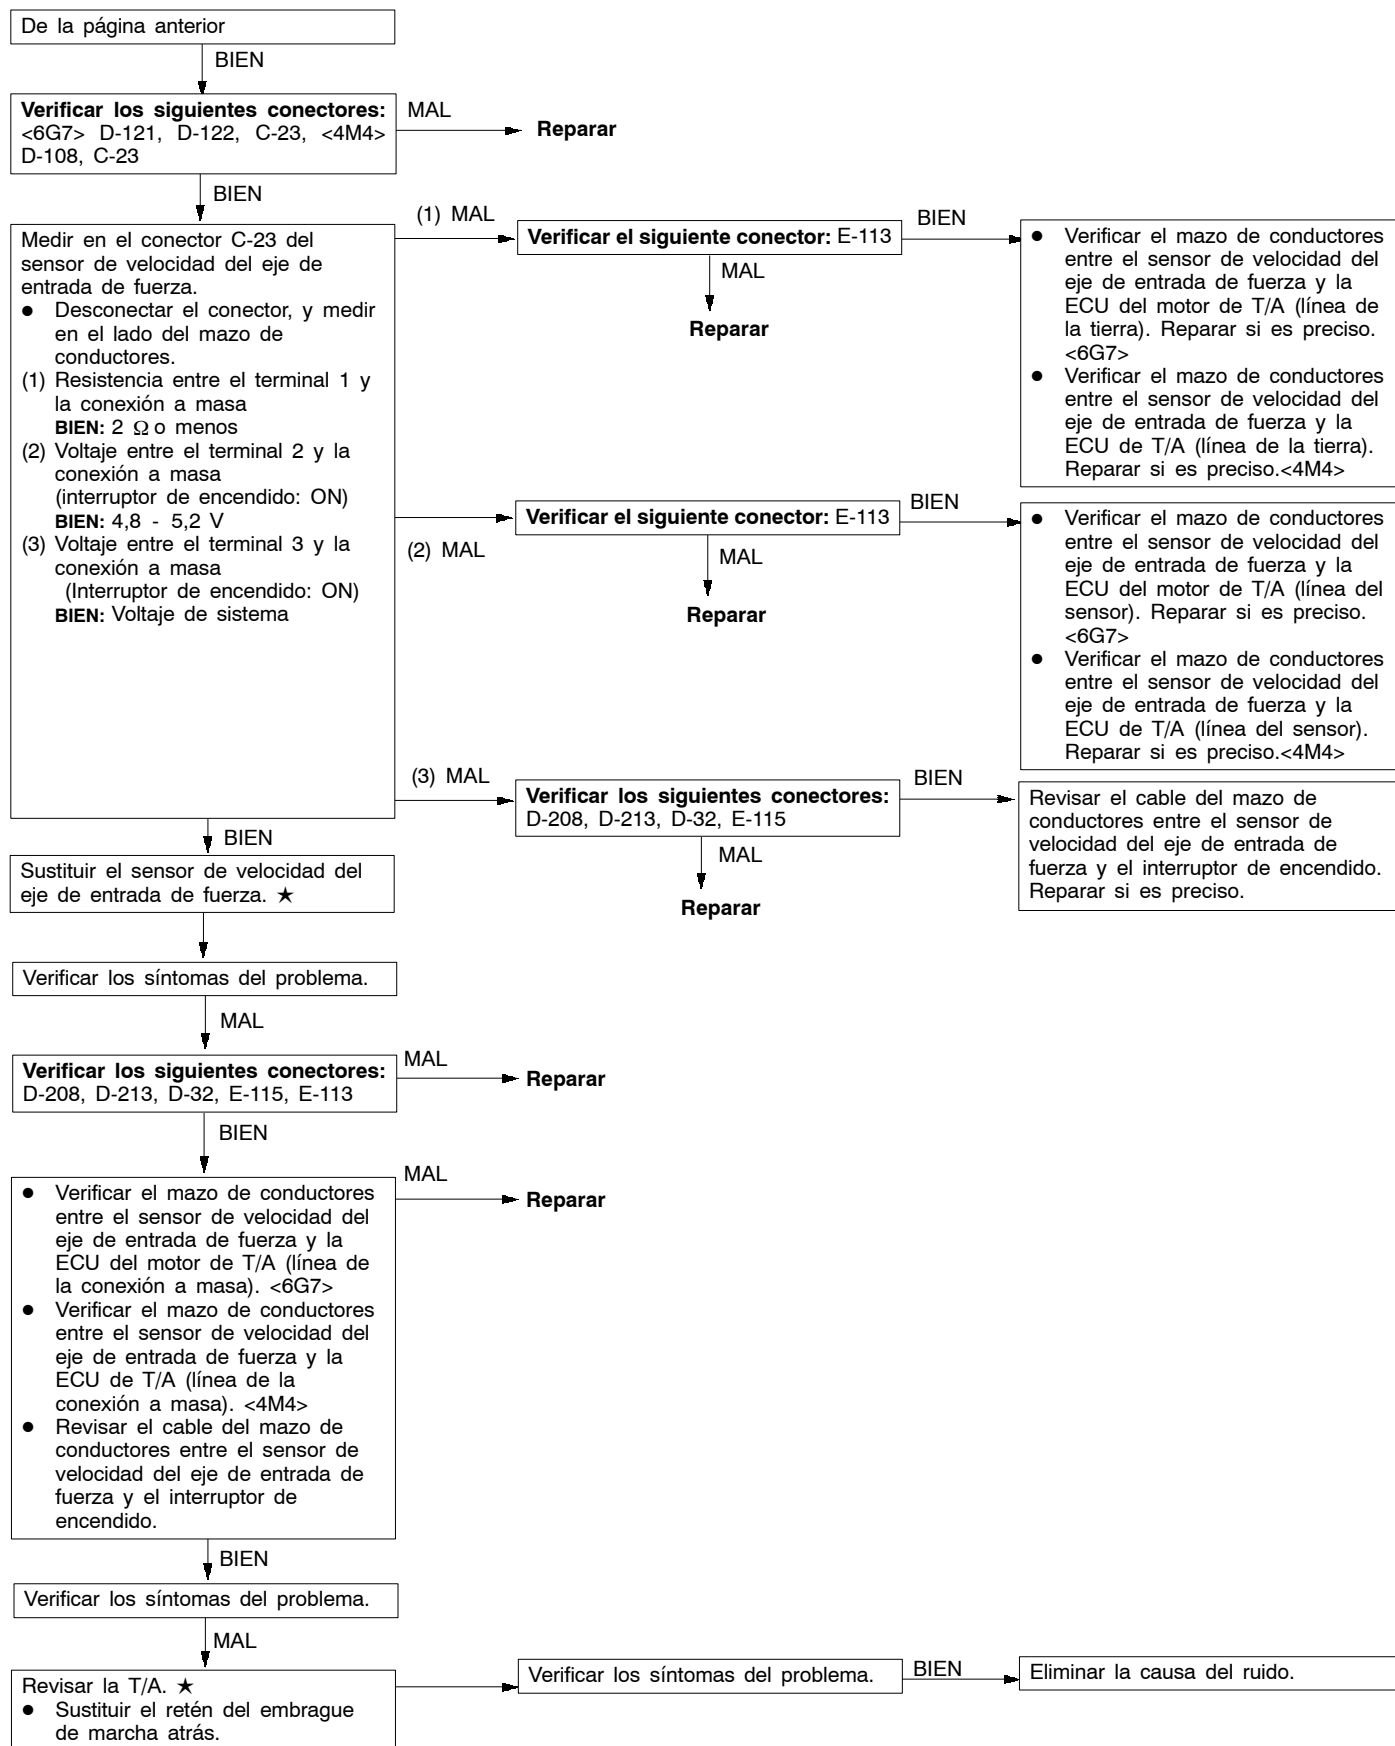 De la página anterior
BIEN
Verificar los siguientes conectores:
<6G7> D-121, D-122, C-23, <4M4>
D-108, C-23
MAL
Reparar
BIEN
Medir en el conector C-23 del
sensor de velocidad del eje de
entrada de fuerza.
● Desconectar el conector, y medir
en el lado del mazo de
conductores.
(1) Resistencia entre el terminal 1 y
la conexión a masa
BIEN: 2 Ω o menos
(2) Voltaje entre el terminal 2 y la
conexión a masa
(interruptor de encendido: ON)
BIEN: 4,8 - 5,2 V
(3) Voltaje entre el terminal 3 y la
conexión a masa
(Interruptor de encendido: ON)
BIEN: Voltaje de sistema
(1) MAL
Verificar el siguiente conector: E-113
MAL
Reparar
BIEN
● Verificar el mazo de conductores
entre el sensor de velocidad del
eje de entrada de fuerza y la
ECU del motor de T/A (línea de
la tierra). Reparar si es preciso.
<6G7>
● Verificar el mazo de conductores
entre el sensor de velocidad del
eje de entrada de fuerza y la
ECU de T/A (línea de la tierra).
Reparar si es preciso.<4M4>
(2) MAL
Verificar el siguiente conector: E-113
MAL
Reparar
BIEN
● Verificar el mazo de conductores
entre el sensor de velocidad del
eje de entrada de fuerza y la
ECU del motor de T/A (línea del
sensor). Reparar si es preciso.
<6G7>
● Verificar el mazo de conductores
entre el sensor de velocidad del
eje de entrada de fuerza y la
ECU de T/A (línea del sensor).
Reparar si es preciso.<4M4>
(3) MAL
Verificar los siguientes conectores:
D-208, D-213, D-32, E-115
MAL
Reparar
BIEN
Revisar el cable del mazo de
conductores entre el sensor de
velocidad del eje de entrada de
fuerza y el interruptor de encendido.
Reparar si es preciso.
BIEN
Sustituir el sensor de velocidad del
eje de entrada de fuerza. ★
Verificar los síntomas del problema.
MAL
Verificar los siguientes conectores:
D-208, D-213, D-32, E-115, E-113
MAL
Reparar
BIEN
● Verificar el mazo de conductores
entre el sensor de velocidad del
eje de entrada de fuerza y la
ECU del motor de T/A (línea de
la conexión a masa). <6G7>
● Verificar el mazo de conductores
entre el sensor de velocidad del
eje de entrada de fuerza y la
ECU de T/A (línea de la
conexión a masa). <4M4>
● Revisar el cable del mazo de
conductores entre el sensor de
velocidad del eje de entrada de
fuerza y el interruptor de
encendido.
MAL
Reparar
BIEN
Verificar los síntomas del problema.
MAL
Revisar la T/A. ★
● Sustituir el retén del embrague
de marcha atrás.
Verificar los síntomas del problema.
BIEN
Eliminar la causa del ruido.